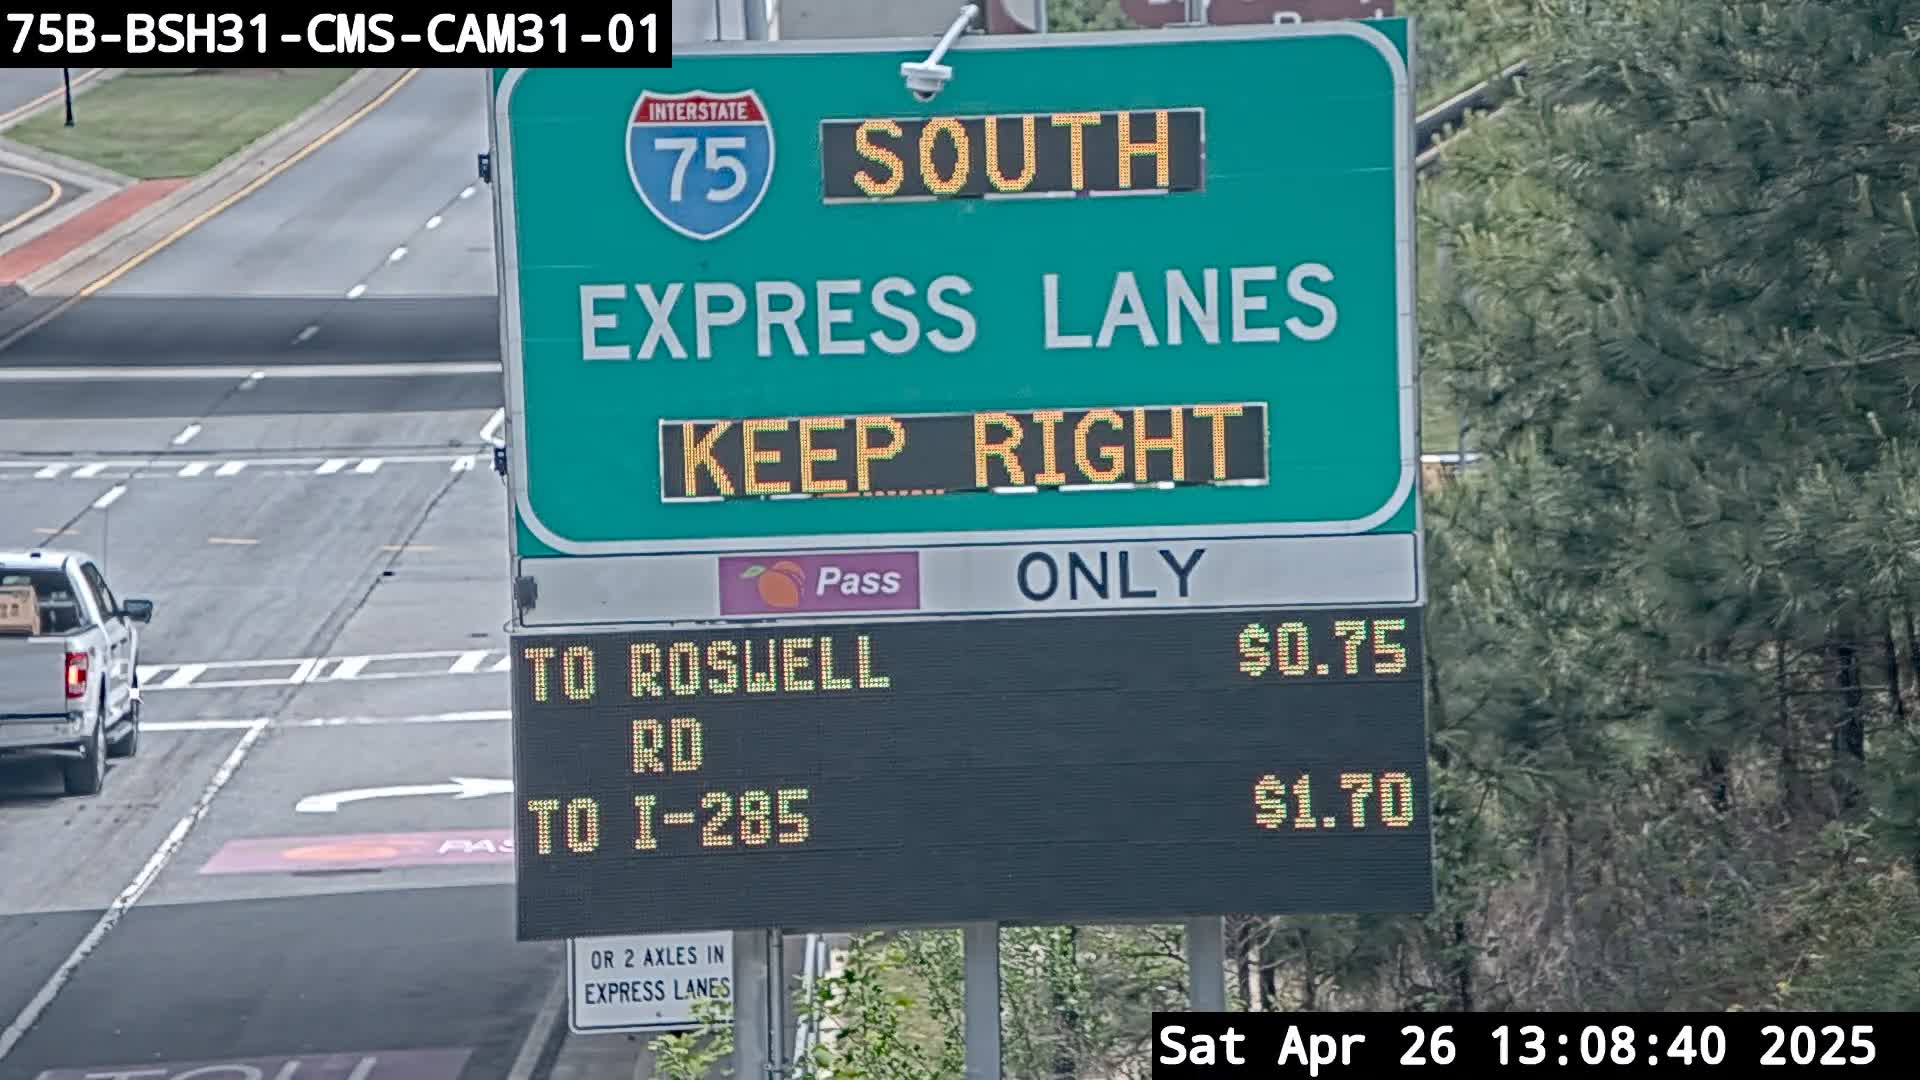 75B-BSH31-CMS-CAM31-01
INTERSTATE
75
SOUTH
EXPRESS LANES
KEEP RIGHT
Pass ONLY
TO ROSWELL $0.75
RD
TO I-285 $1.70
OR 2 AXLES IN
EXPRESS LANES
TOLL
Sat Apr 26 13:08:40 2025